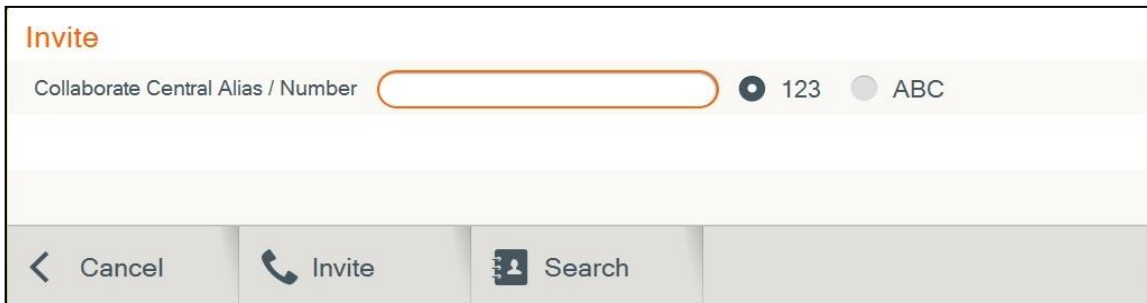 Invite
Collaborate Central Alias / Number 123 ABC
Cancel Invite Search